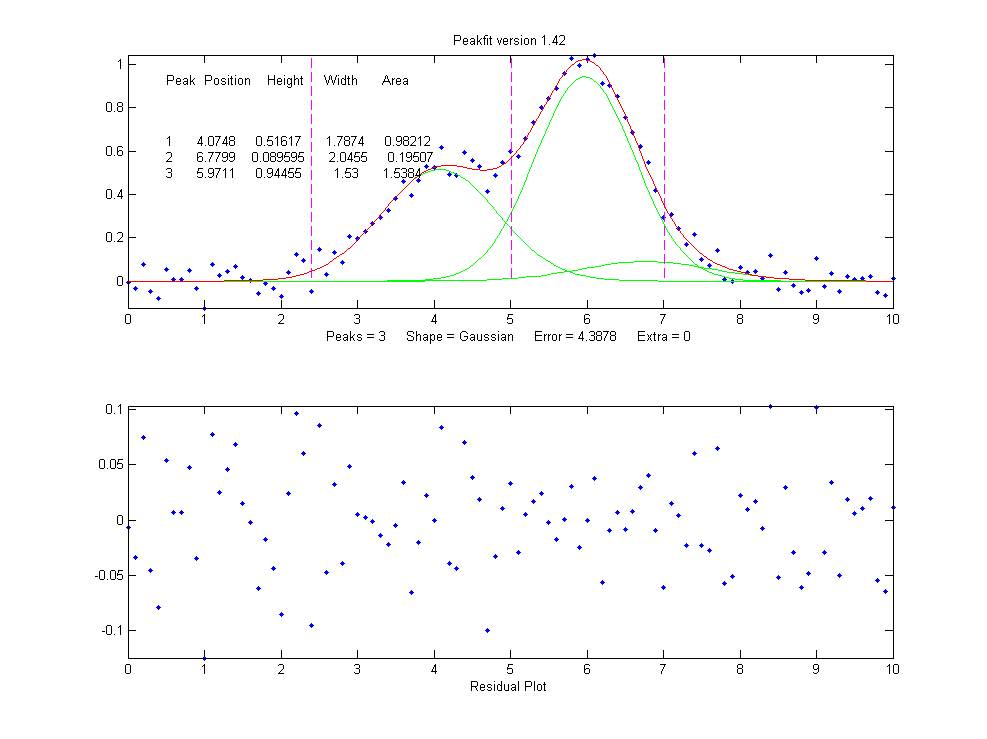 Peakfit version 1.42
Peak Position Height Width Area
1 4.0748 0.51617 1.7874 0.98212
2 6.7799 0.089595 2.0455 0.19507
3 5.9711 0.94455 1.53 1.5384
1
0.8
0.6
0.4
0.2
0
0 1 2 3 4 5 6 7 8 9 10
Peaks = 3 Shape = Gaussian Error = 4.3878 Extra = 0
0.1
0.05
0
-0.05
-0.1
0 1 2 3 4 5 6 7 8 9 10
Residual Plot